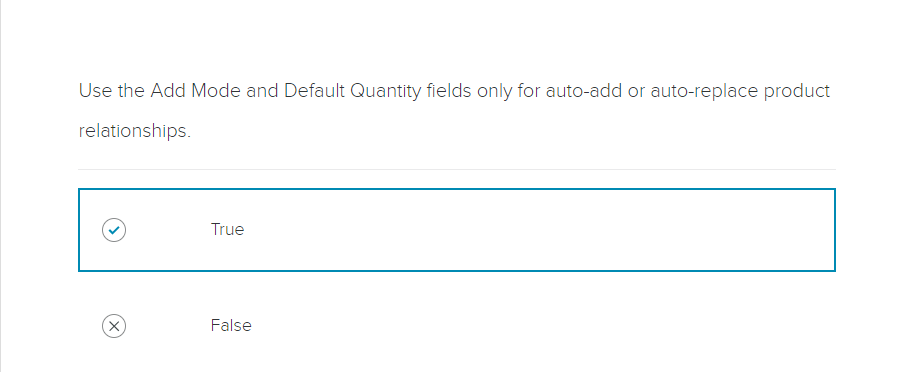 Use the Add Mode and Default Quantity fields only for auto-add or auto-replace product
relationships.
True
False